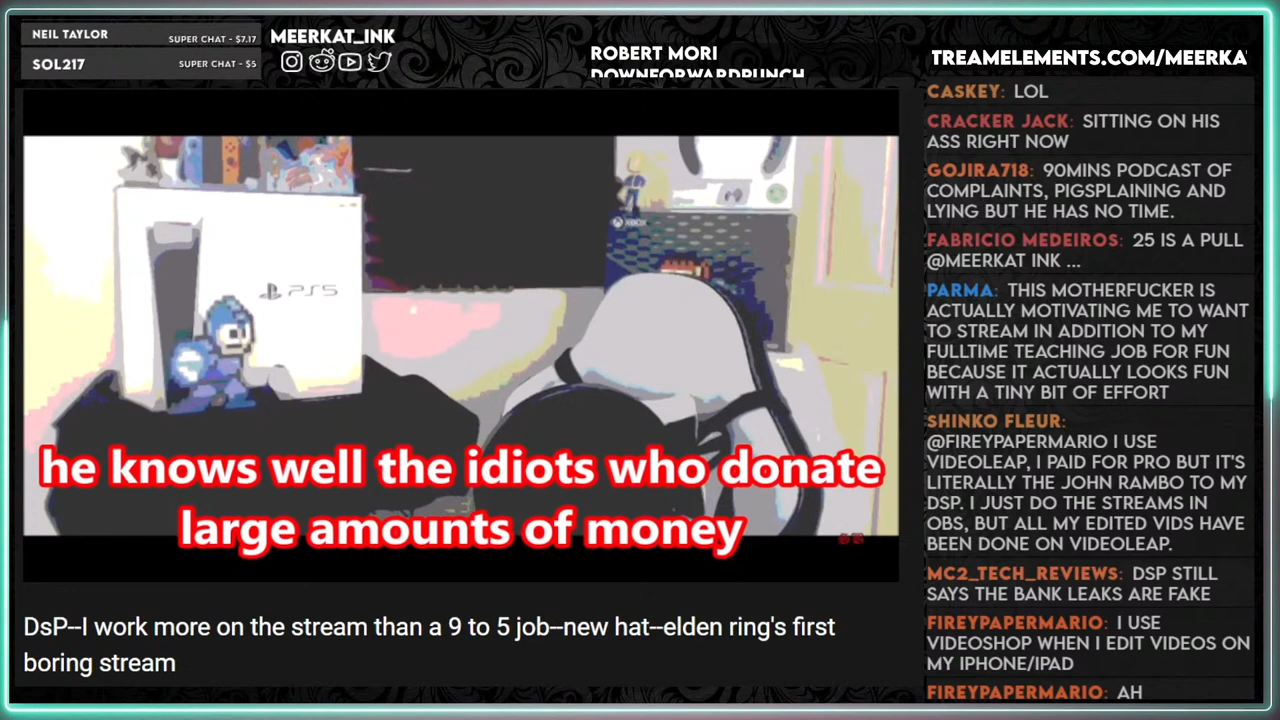 NEIL TAYLOR
SUPER CHAT - $7.17
SOL217
SUPER CHAT - $5
MEERKAT_INK
ROBERT MORI
DOWNFORWARDPUNCH
TREAMELEMENTS.COM/MEERKA
PS5
XBOX
he knows well the idiots who donate
large amounts of money
DsP--I work more on the stream than a 9 to 5 job--new hat--elden ring's first
boring stream
CASKEY: LOL
CRACKER JACK: SITTING ON HIS
ASS RIGHT NOW
GOJIRA718: 90MINS PODCAST OF
COMPLAINTS, PIGSPLAINING AND
LYING BUT HE HAS NO TIME.
FABRICIO MEDEIROS: 25 IS A PULL
@MEERKAT INK ...
PARMA: THIS MOTHERFUCKER IS
ACTUALLY MOTIVATING ME TO WANT
TO STREAM IN ADDITION TO MY
FULLTIME TEACHING JOB FOR FUN
BECAUSE IT ACTUALLY LOOKS FUN
WITH A TINY BIT OF EFFORT
SHINKO FLEUR:
@FIREYPAPERMARIO I USE
VIDEOLEAP, I PAID FOR PRO BUT IT'S
LITERALLY THE JOHN RAMBO TO MY
DSP. I JUST DO THE STREAMS IN
OBS, BUT ALL MY EDITED VIDS HAVE
BEEN DONE ON VIDEOLEAP.
MC2_TECH_REVIEWS: DSP STILL
SAYS THE BANK LEAKS ARE FAKE
FIREYPAPERMARIO: I USE
VIDEOSHOP WHEN I EDIT VIDEOS ON
MY IPHONE/IPAD
FIREYPAPERMARIO: AH